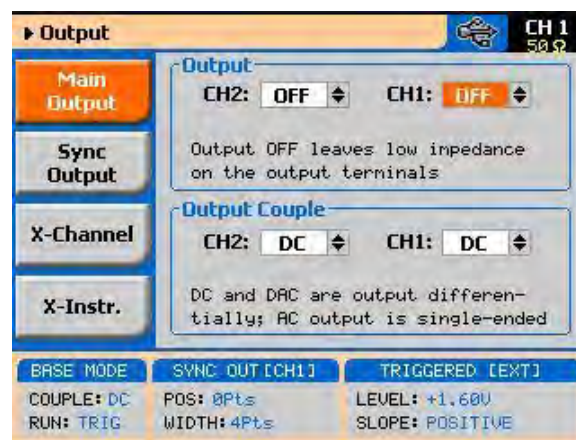 ▸ Output
CH 1
50 Ω
Main Output
Sync Output
X-Channel
X-Instr.
Output
CH2: OFF CH1: OFF
Output OFF leaves low impedance
on the output terminals
Output Couple
CH2: DC CH1: DC
DC and DAC are output differen-
tially; AC output is single-ended
BASE MODE
COUPLE: DC
RUN: TRIG
SYNC OUT [CH1]
POS: 0Pts
WIDTH: 4Pts
TRIGGERED [EXT]
LEVEL: +1.60V
SLOPE: POSITIVE